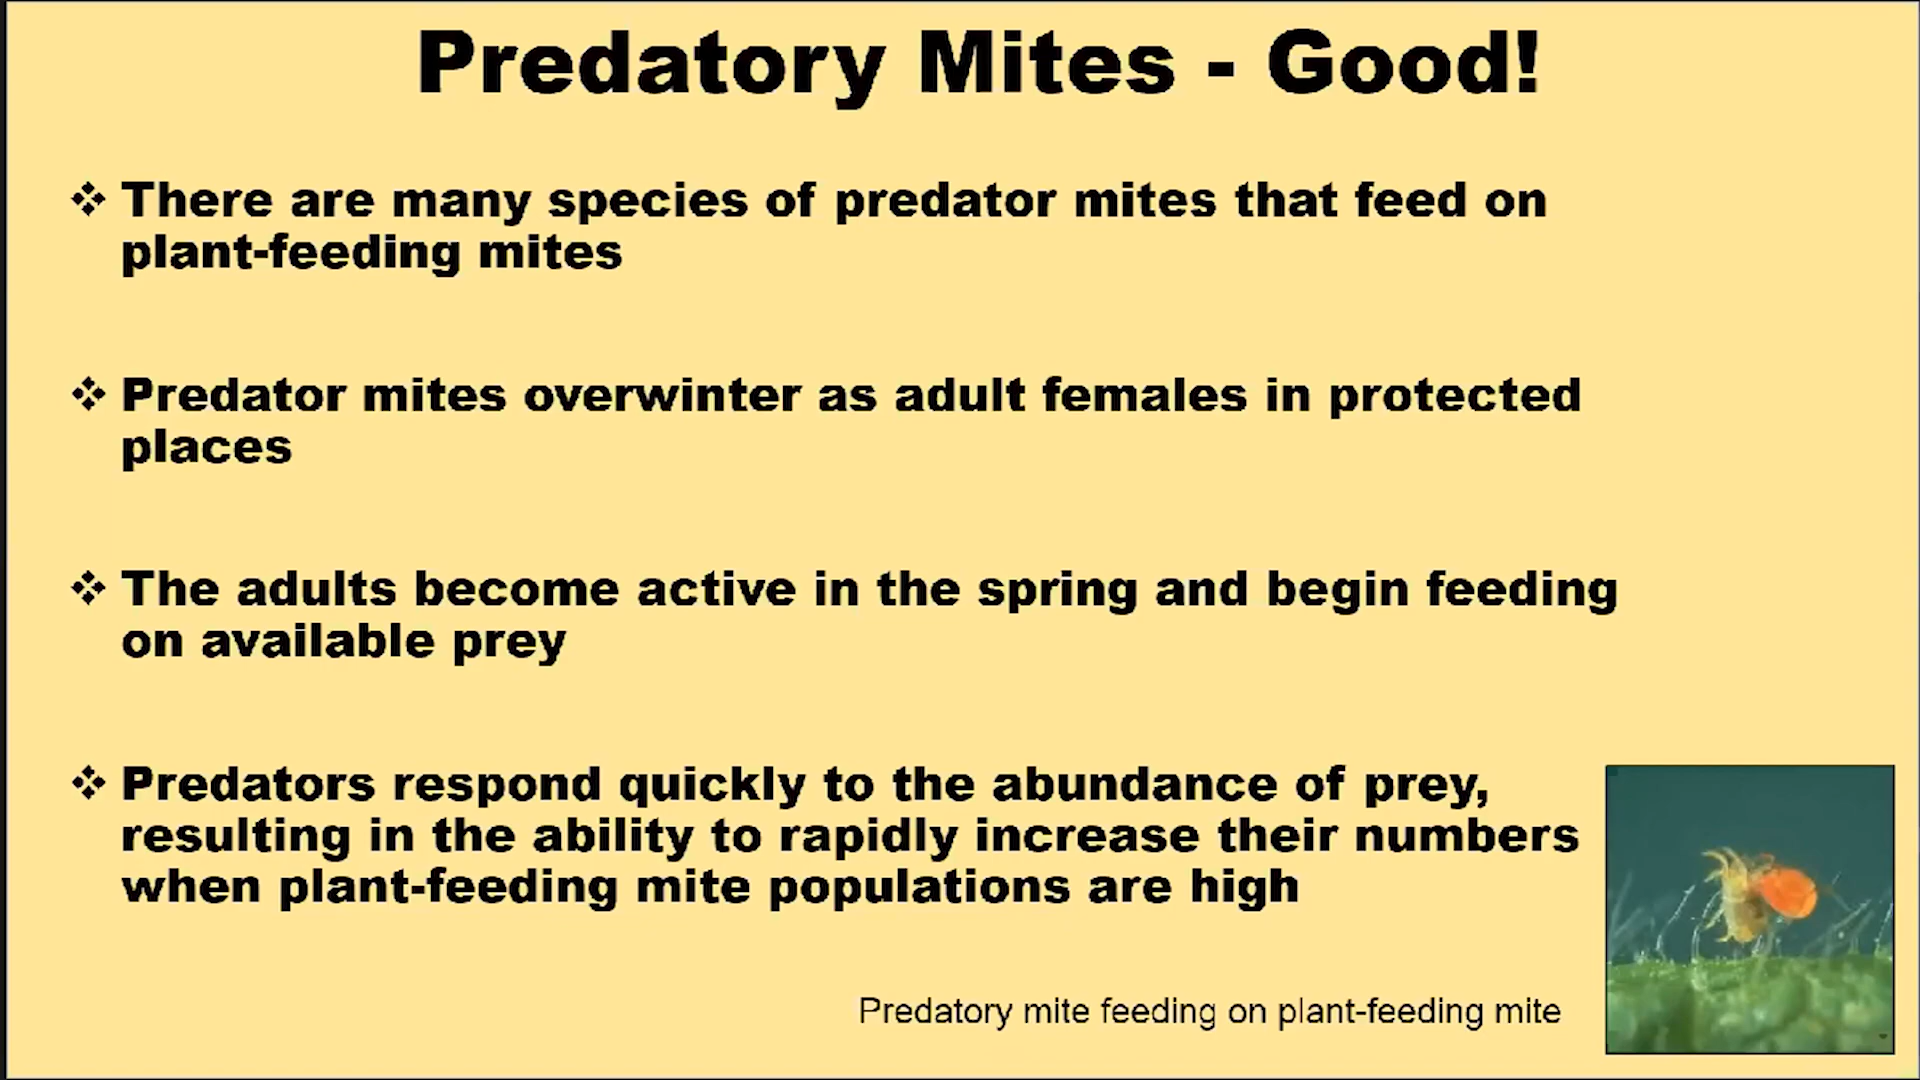 Predatory Mites - Good!
❖ There are many species of predator mites that feed on
plant-feeding mites
❖ Predator mites overwinter as adult females in protected
places
❖ The adults become active in the spring and begin feeding
on available prey
❖ Predators respond quickly to the abundance of prey,
resulting in the ability to rapidly increase their numbers
when plant-feeding mite populations are high
Predatory mite feeding on plant-feeding mite